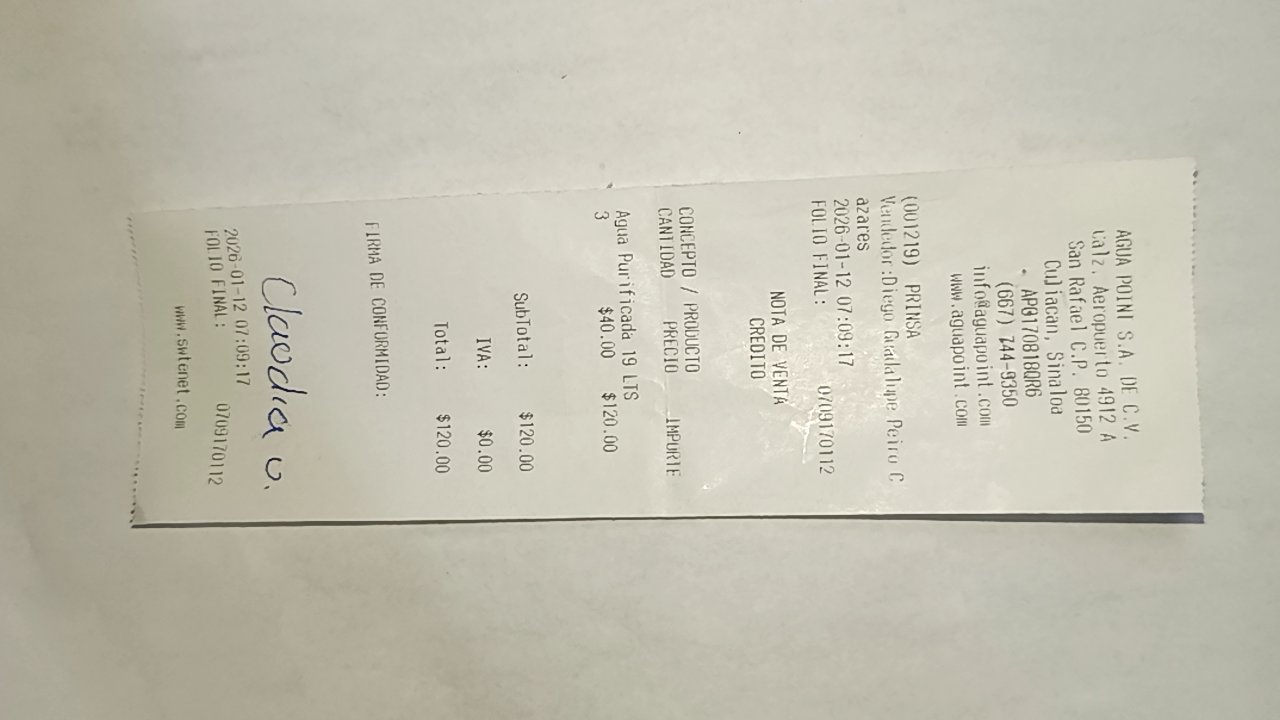 AGUA POINT S.A. DE C.V.
Calz. Aeropuerto 4912 A
San Rafael C.P. 80150
Culiacan, Sinaloa
APO170818QR6
(667) 744-9350
info@aguapoint.com
www.aguapoint.com
(001219) PRINSA
Vendedor:Diego Guadalupe Peiro C
azares
2026-01-12 07:09:17
FOLIO FINAL: 0709170112
NOTA DE VENTA
CREDITO
CONCEPTO / PRODUCTO
CANTIDAD PRECIO IMPORTE
Agua Purificada 19 LTS
3 $40.00 $120.00
SubTotal: $120.00
IVA: $0.00
Total: $120.00
FIRMA DE CONFORMIDAD:
Claudia v.
2026-01-12 07:09:17
FOLIO FINAL: 0709170112
www.swtenet.com